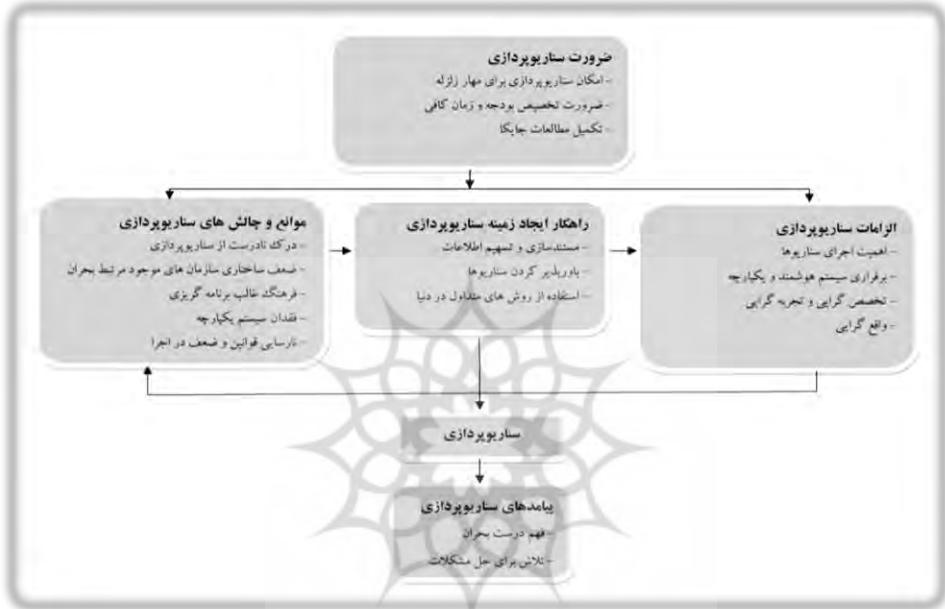 ضرورت سناریوپردازی
- امکان سناریوپردازی برای مهار زلزله
- ضرورت تخصیص بودجه و زمان کافی
- تکمیل مطالعات جایکا
الزامات سناریوپردازی
- اهمیت اجرای سناریوها
- برقراری سیستم هوشمند و یکپارچه
- تخصص گرایی و تجربه گرایی
- واقع گرایی
راهکار ایجاد زمینه سناریوپردازی
- مستندسازی و تسهیم اطلاعات
- باورپذیر کردن سناریوها
- استفاده از روش های متداول در دنیا
موانع و چالش های سناریوپردازی
- درک نادرست از سناریوپردازی
- ضعف ساختاری سازمان های موجود مرتبط بحران
- فرهنگ غالب برنامه گریزی
- فقدان سیستم یکپارچه
- نارسایی قوانین و ضعف در اجرا
سناریوپردازی
پیامدهای سناریوپردازی
- فهم درست بحران
- تلاش برای حل مشکلات